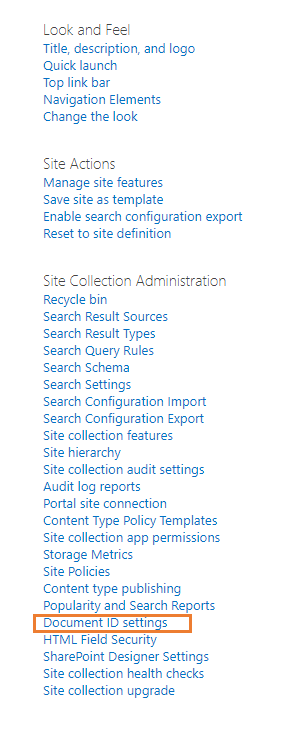 Look and Feel
Title, description, and logo
Quick launch
Top link bar
Navigation Elements
Change the look
Site Actions
Manage site features
Save site as template
Enable search configuration export
Reset to site definition
Site Collection Administration
Recycle bin
Search Result Sources
Search Result Types
Search Query Rules
Search Schema
Search Settings
Search Configuration Import
Search Configuration Export
Site collection features
Site hierarchy
Site collection audit settings
Audit log reports
Portal site connection
Content Type Policy Templates
Site collection app permissions
Storage Metrics
Site Policies
Content type publishing
Popularity and Search Reports
Document ID settings
HTML Field Security
SharePoint Designer Settings
Site collection health checks
Site collection upgrade